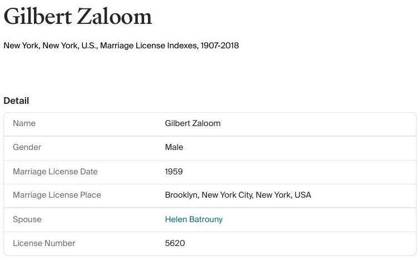 Gilbert Zaloom
New York, New York, U.S., Marriage License Indexes, 1907-2018
Detail
Name Gilbert Zaloom
Gender Male
Marriage License Date 1959
Marriage License Place Brooklyn, New York City, New York, USA
Spouse Helen Batrouny
License Number 5620